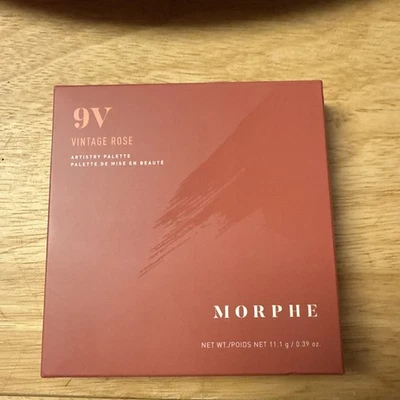 9V
VINTAGE ROSE
ARTISTRY PALETTE
PALETTE DE MISE EN BEAUTÉ
MORPHE
NET WT./POIDS NET 11.1 g / 0.39 oz.